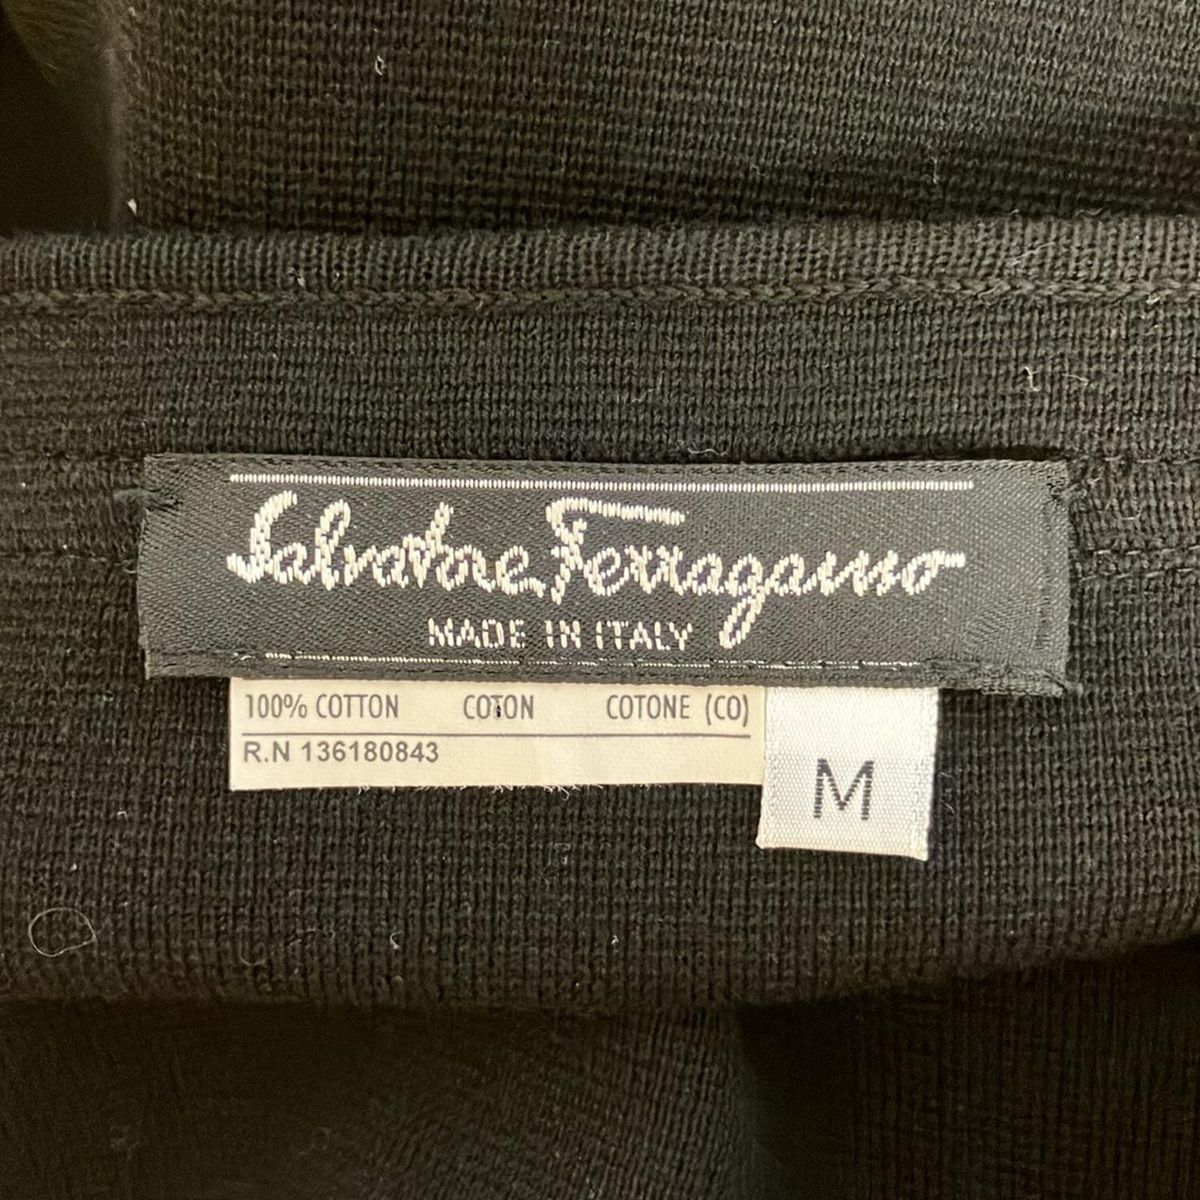 Salvatore Ferragamo
MADE IN ITALY
100% COTTON COTON COTONE (CO)
R.N 136180843
M